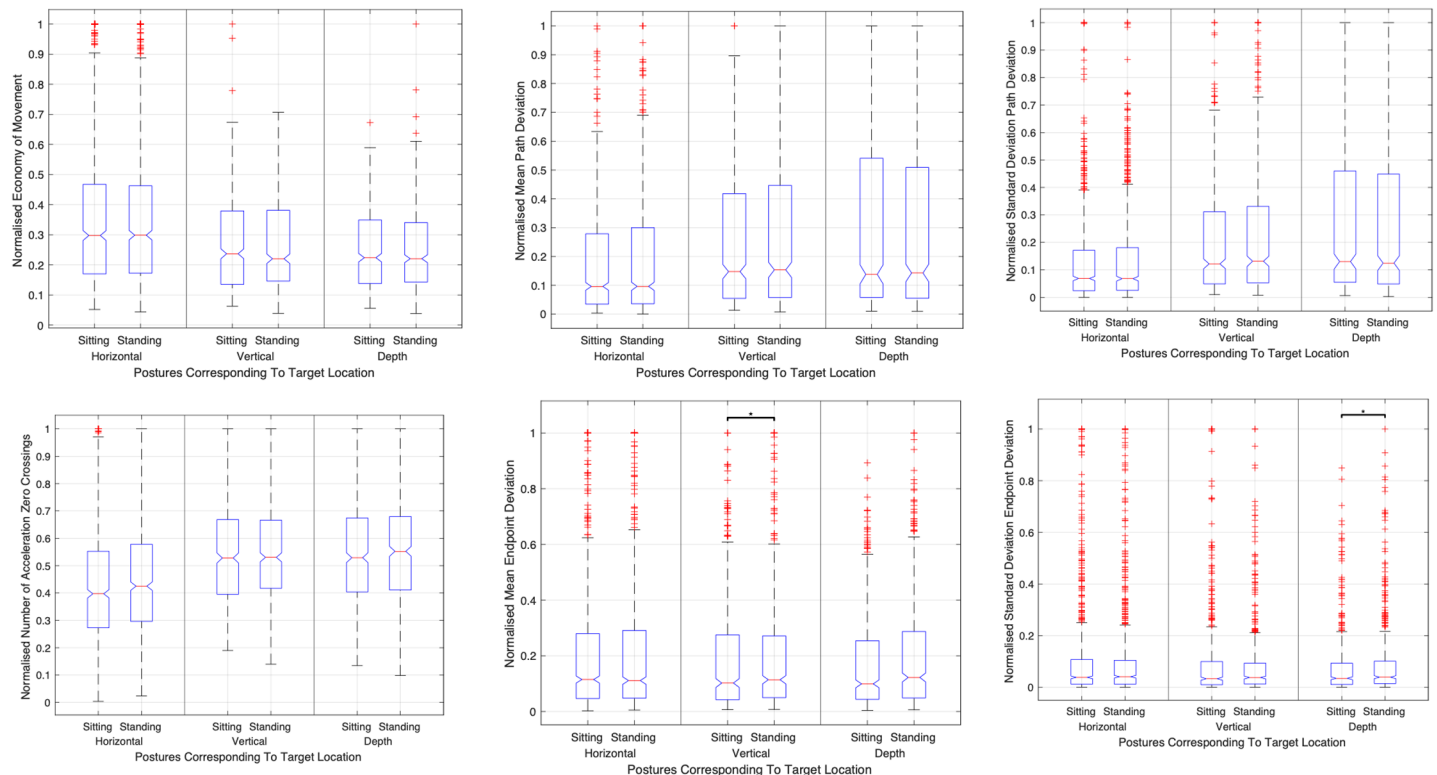 Normalised Economy of Movement
1
0.9
0.8
0.7
0.6
0.5
0.4
0.3
0.2
0.1
0
Sitting Standing Sitting Standing Sitting Standing
Horizontal Vertical Depth
Postures Corresponding To Target Location
Normalised Mean Path Deviation
1
0.9
0.8
0.7
0.6
0.5
0.4
0.3
0.2
0.1
0
Sitting Standing Sitting Standing Sitting Standing
Horizontal Vertical Depth
Postures Corresponding To Target Location
Normalised Standard Deviation Path Deviation
1
0.9
0.8
0.7
0.6
0.5
0.4
0.3
0.2
0.1
0
Sitting Standing Sitting Standing Sitting Standing
Horizontal Vertical Depth
Postures Corresponding To Target Location
Normalised Number of Acceleration Zero Crossings
1
0.9
0.8
0.7
0.6
0.5
0.4
0.3
0.2
0.1
0
Sitting Standing Sitting Standing Sitting Standing
Horizontal Vertical Depth
Postures Corresponding To Target Location
Normalised Mean Endpoint Deviation
1
0.8
0.6
0.4
0.2
0
*
Sitting Standing Sitting Standing Sitting Standing
Horizontal Vertical Depth
Postures Corresponding To Target Location
Normalised Standard Deviation Endpoint Deviation
1
0.8
0.6
0.4
0.2
0
*
Sitting Standing Sitting Standing Sitting Standing
Horizontal Vertical Depth
Postures Corresponding To Target Location